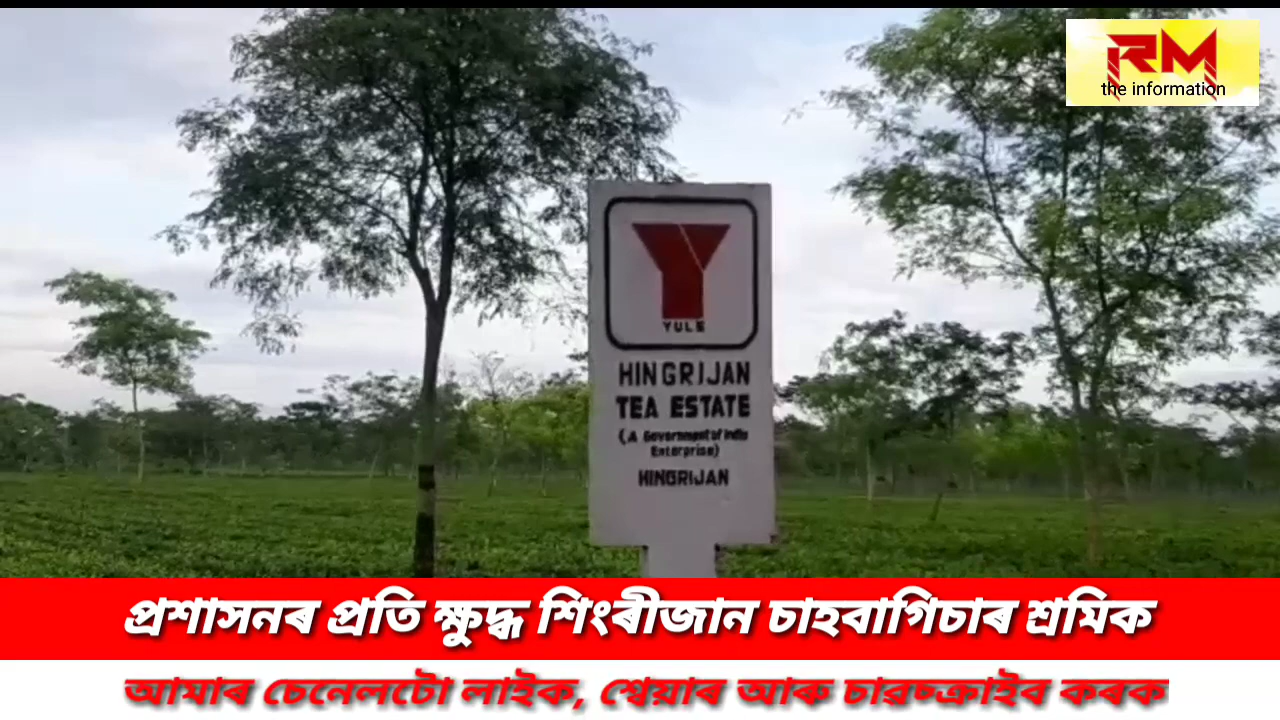 RM
the information
YULE
HINGRIJAN
TEA ESTATE
(A Government of India
Enterprise)
HINGRIJAN
প্ৰশাসনৰ প্ৰতি ক্ষুদ্ধ শিংৰীজান চাহবাগিচাৰ শ্ৰমিক
আমাৰ চেনেলটো লাইক, শ্বেয়াৰ আৰু চাৱস্ক্ৰাইব কৰক